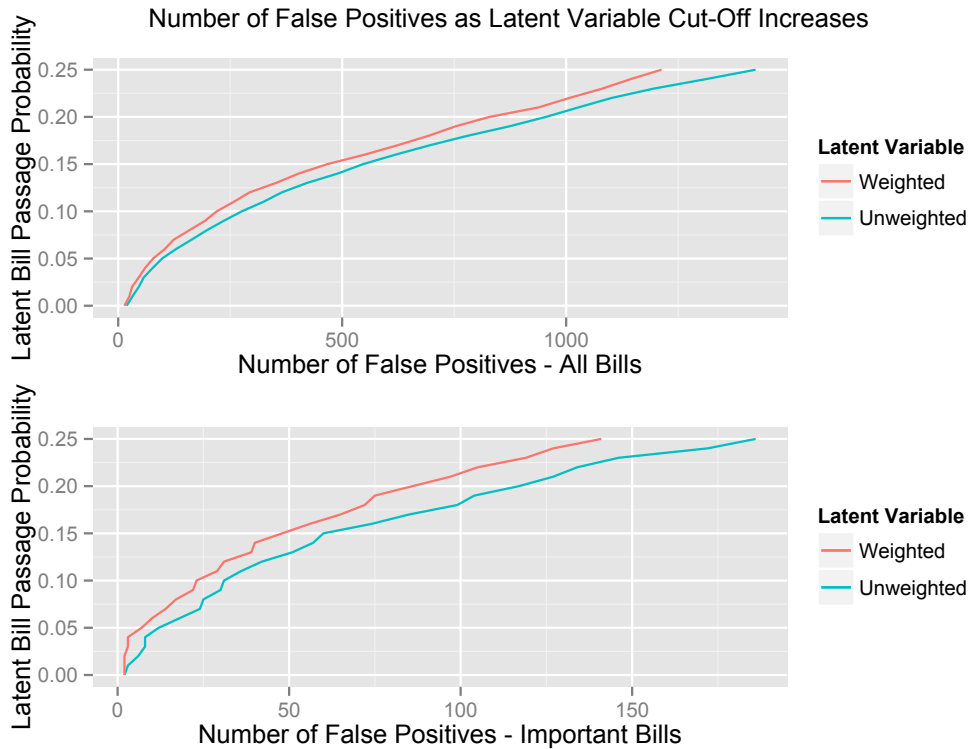 Number of False Positives as Latent Variable Cut-Off Increases
Latent Bill Passage Probability
0.25
0.20
0.15
0.10
0.05
0.00
0
500
1000
Number of False Positives - All Bills
Latent Variable
Weighted
Unweighted
Latent Bill Passage Probability
0.25
0.20
0.15
0.10
0.05
0.00
0
50
100
150
Number of False Positives - Important Bills
Latent Variable
Weighted
Unweighted